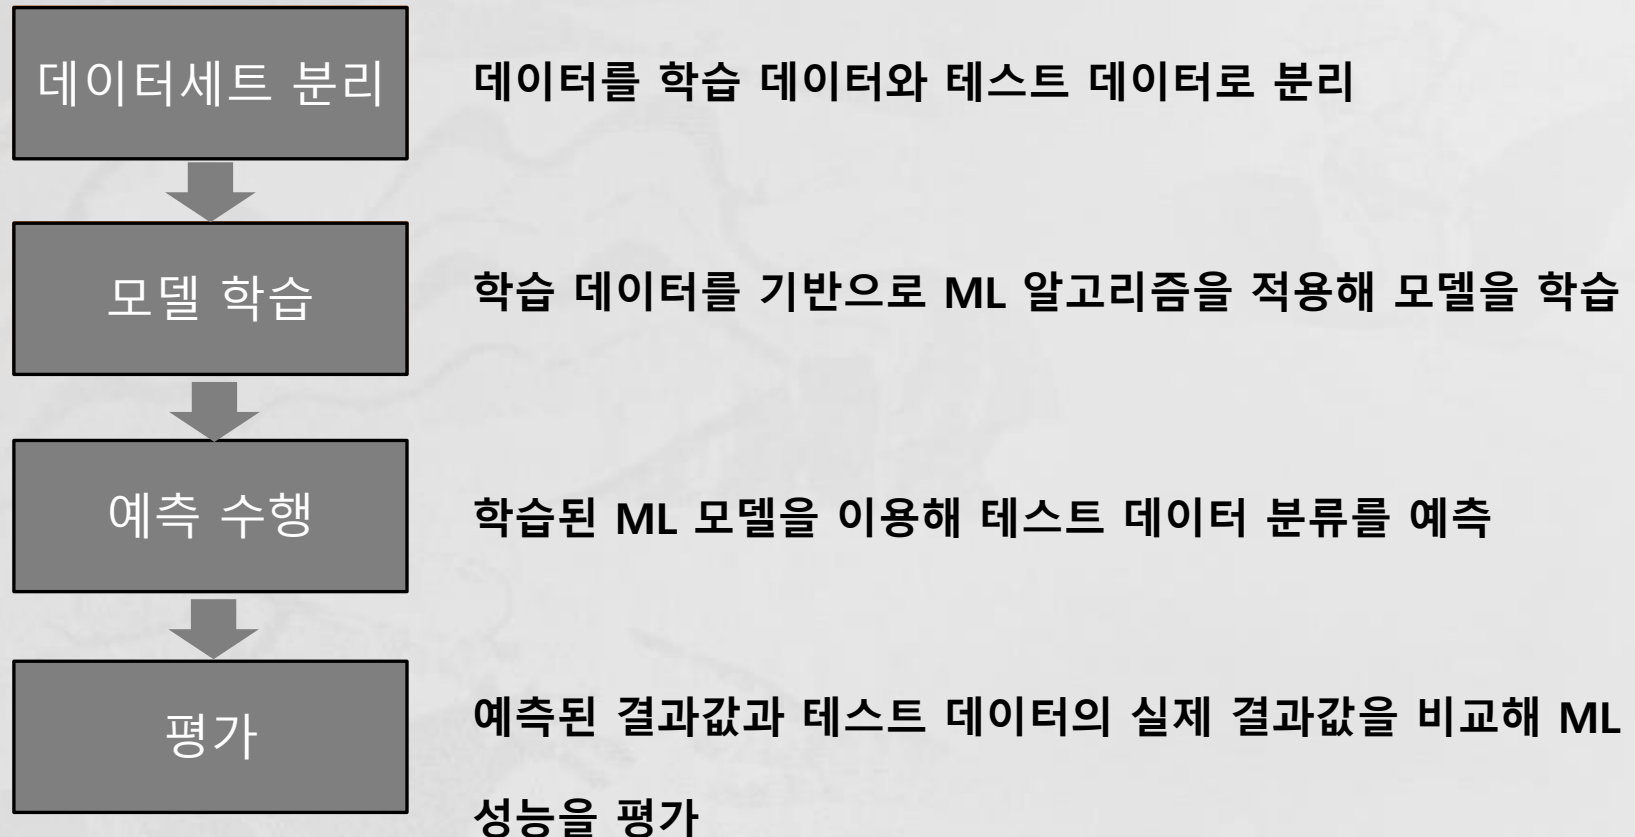 데이터세트 분리
데이터를 학습 데이터와 테스트 데이터로 분리
모델 학습
학습 데이터를 기반으로 ML 알고리즘을 적용해 모델을 학습
예측 수행
학습된 ML 모델을 이용해 테스트 데이터 분류를 예측
평가
예측된 결과값과 테스트 데이터의 실제 결과값을 비교해 ML
성능을 평가